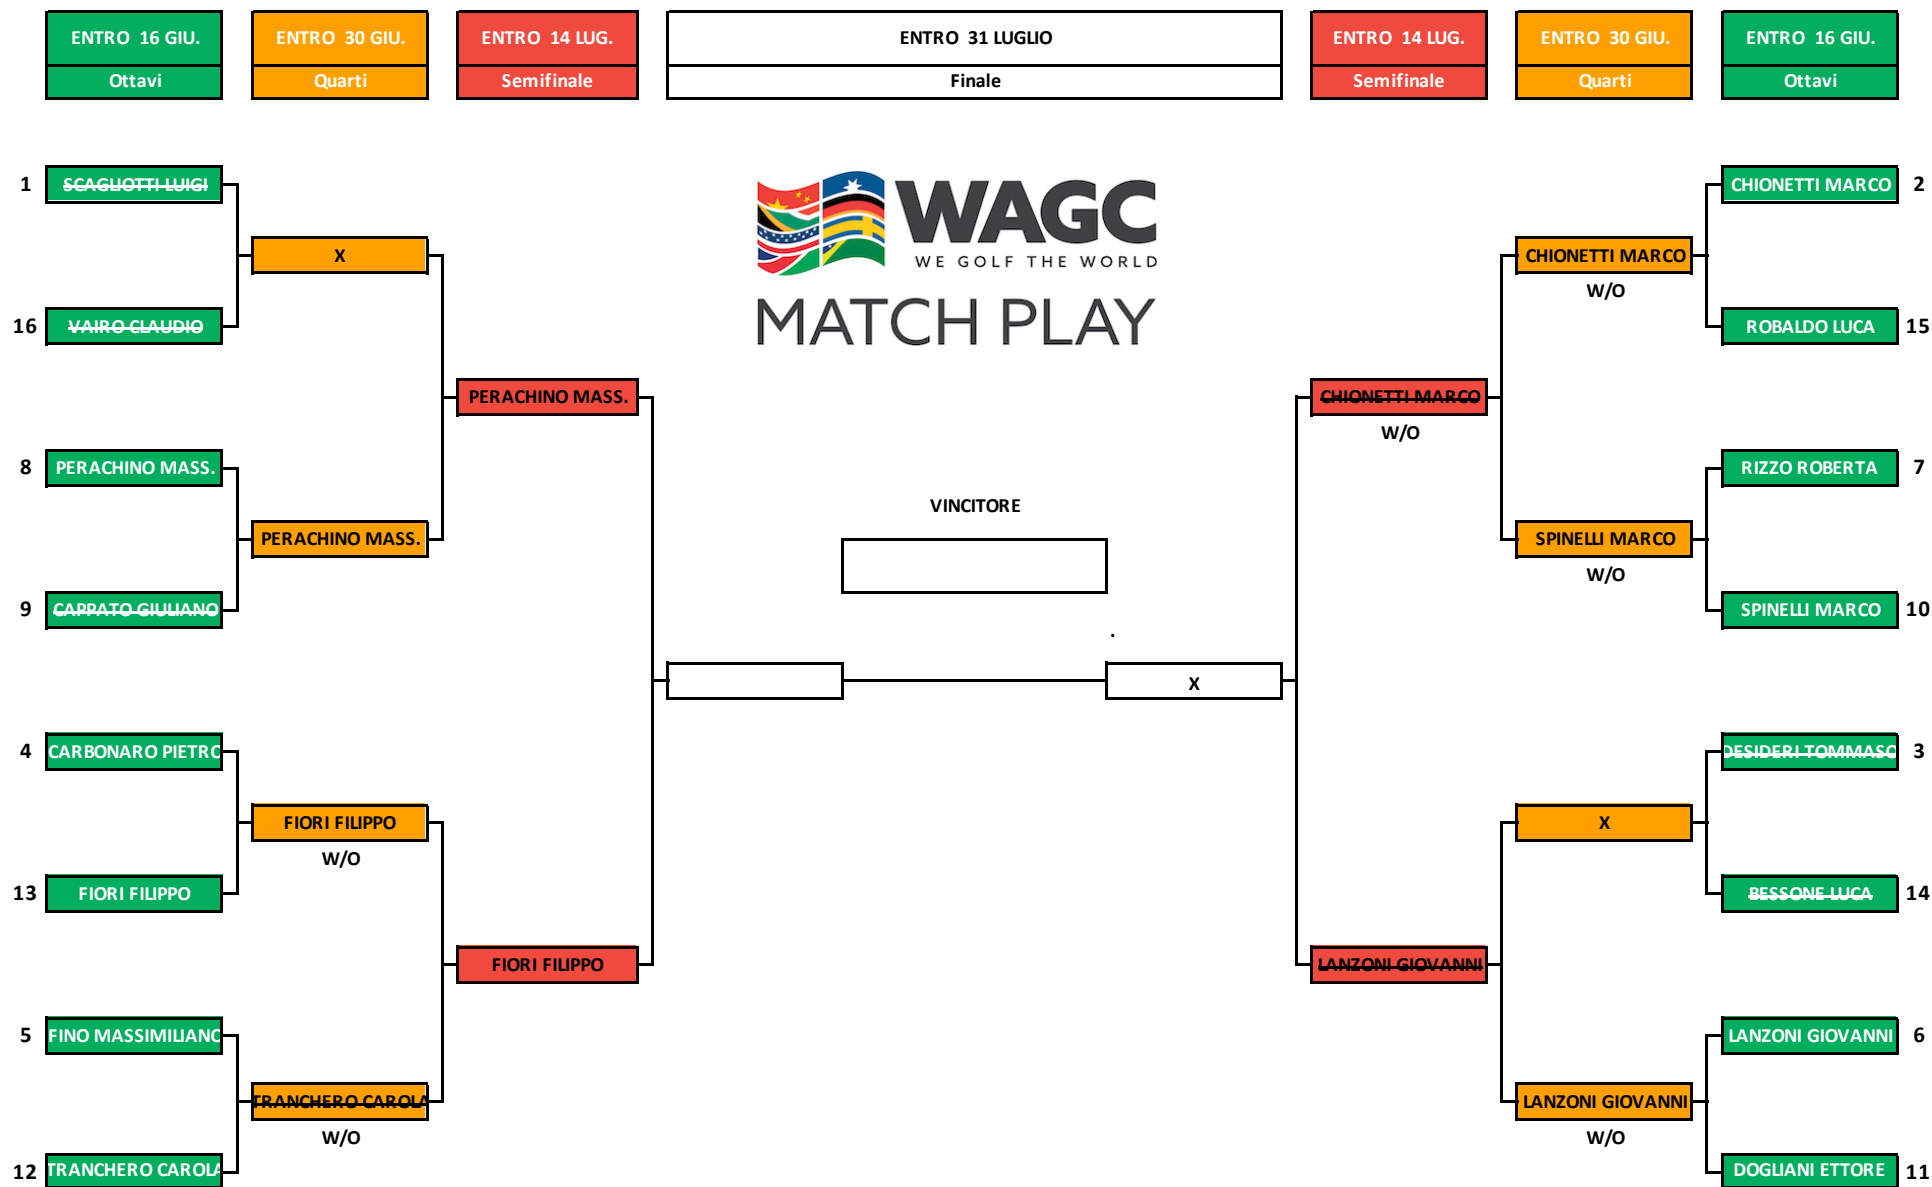 ENTRO 16 GIU.
ENTRO 30 GIU.
ENTRO 14 LUG.
ENTRO 31 LUGLIO
ENTRO 14 LUG.
ENTRO 30 GIU.
ENTRO 16 GIU.
Ottavi
Quarti
Semifinale
Finale
Semifinale
Quarti
Ottavi
1 SCAGLIOTTI LUIGI
CHIONETTI MARCO 2
WAGC
WE GOLF THE WORLD
MATCH PLAY
X
CHIONETTI MARCO
W/O
16 VAIRO CLAUDIO
ROBALDO LUCA 15
PERACHINO MASS.
CHIONETTI MARCO
W/O
8 PERACHINO MASS.
RIZZO ROBERTA 7
VINCITORE
PERACHINO MASS.
SPINELLI MARCO
W/O
9 CAPPATO GIULIANO
SPINELLI MARCO 10
.
X
4 CARBONARO PIETRO
DESIDERI TOMMASO 3
FIORI FILIPPO
W/O
X
13 FIORI FILIPPO
BESSONE LUCA 14
FIORI FILIPPO
LANZONI GIOVANNI
5 FINO MASSIMILIANO
LANZONI GIOVANNI 6
TRANCHERO CAROLA
W/O
LANZONI GIOVANNI
W/O
12 TRANCHERO CAROLA
DOGLIANI ETTORE 11